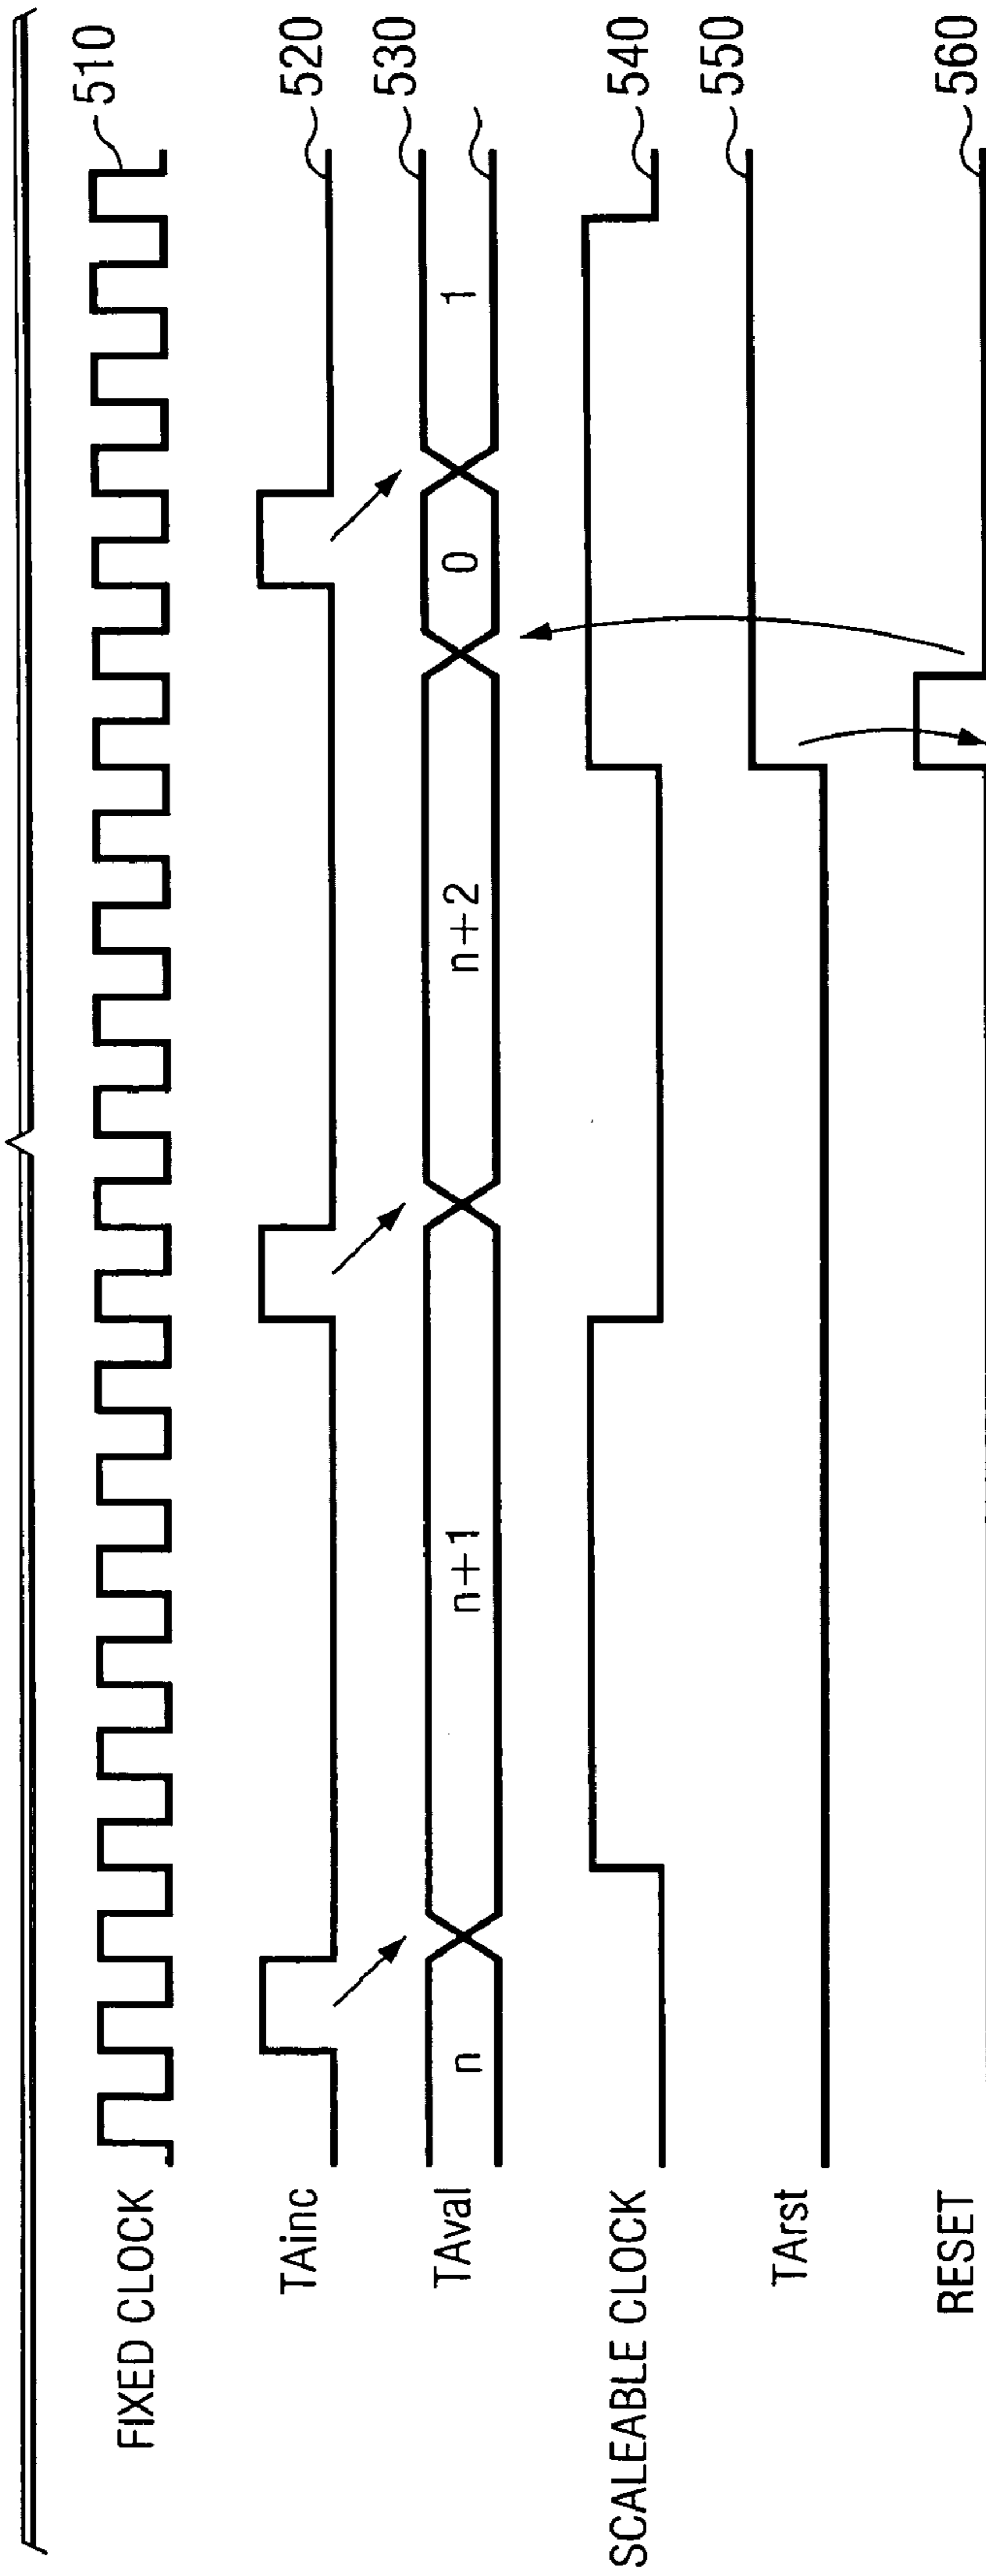 FIXED CLOCK 510
TAinc 520
TAval n n+1 n+2 0 1 530
SCALEABLE CLOCK 540
TArst 550
RESET 560